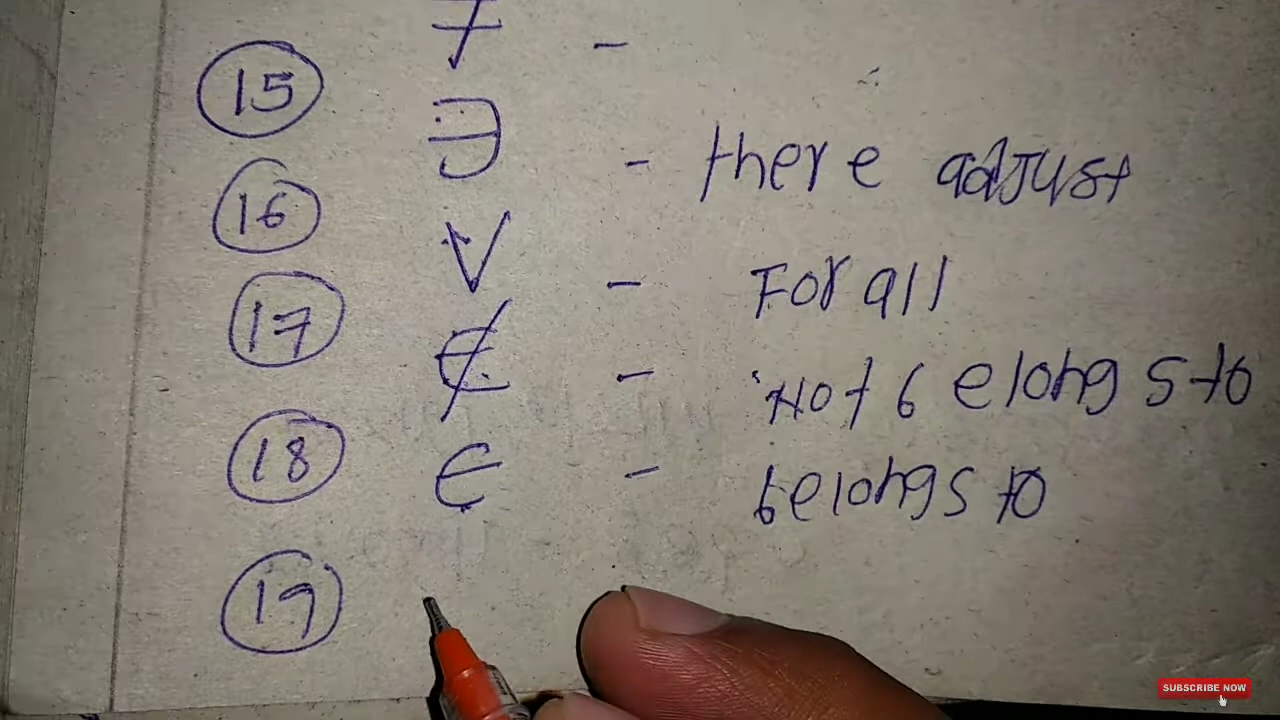 15 ∃ - there adjust
16 ∀ - For all
17 ∉ - Not belongs to
18 ∈ - belongs to
19
SUBSCRIBE NOW